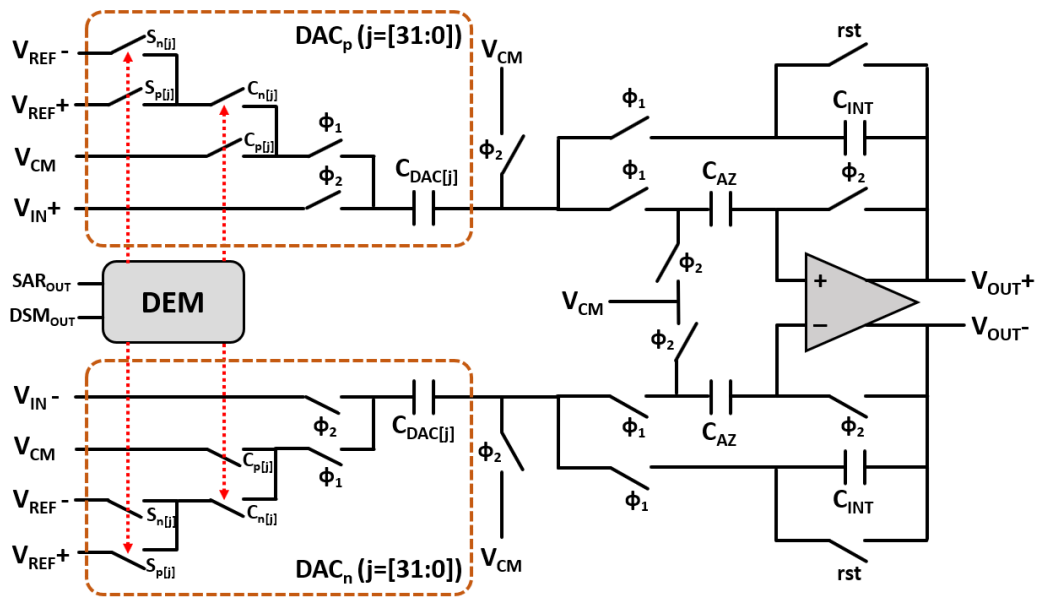 DACp (j=[31:0])
VREF -
Sn[j]
VCM
rst
VREF+
Sp[j]
Cn[j]
ϕ1
CINT
VCM
Cp[j]
ϕ1
ϕ2
VIN+
ϕ2
CDAC[j]
ϕ1
CAZ
ϕ2
SAROUT
DSMOUT
DEM
ϕ2
VCM
ϕ2
+
−
VOUT+
VOUT-
VIN -
ϕ2
CDAC[j]
ϕ1
CAZ
ϕ2
VCM
Cp[j]
ϕ1
ϕ2
ϕ1
CINT
VREF -
Sn[j]
Cn[j]
VREF+
Sp[j]
VCM
rst
DACn (j=[31:0])